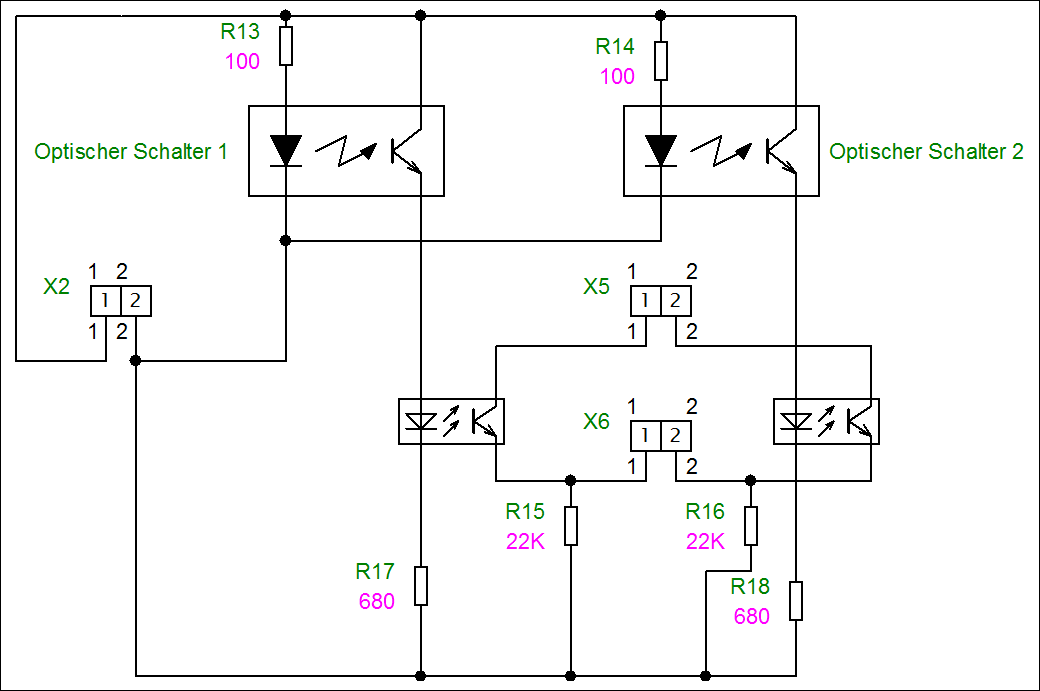 R13
100
R14
100
Optischer Schalter 1
Optischer Schalter 2
X2
1 2
1 2
1 2
X5
1 2
1 2
1 2
X6
1 2
1 2
1 2
R15
22K
R16
22K
R17
680
R18
680